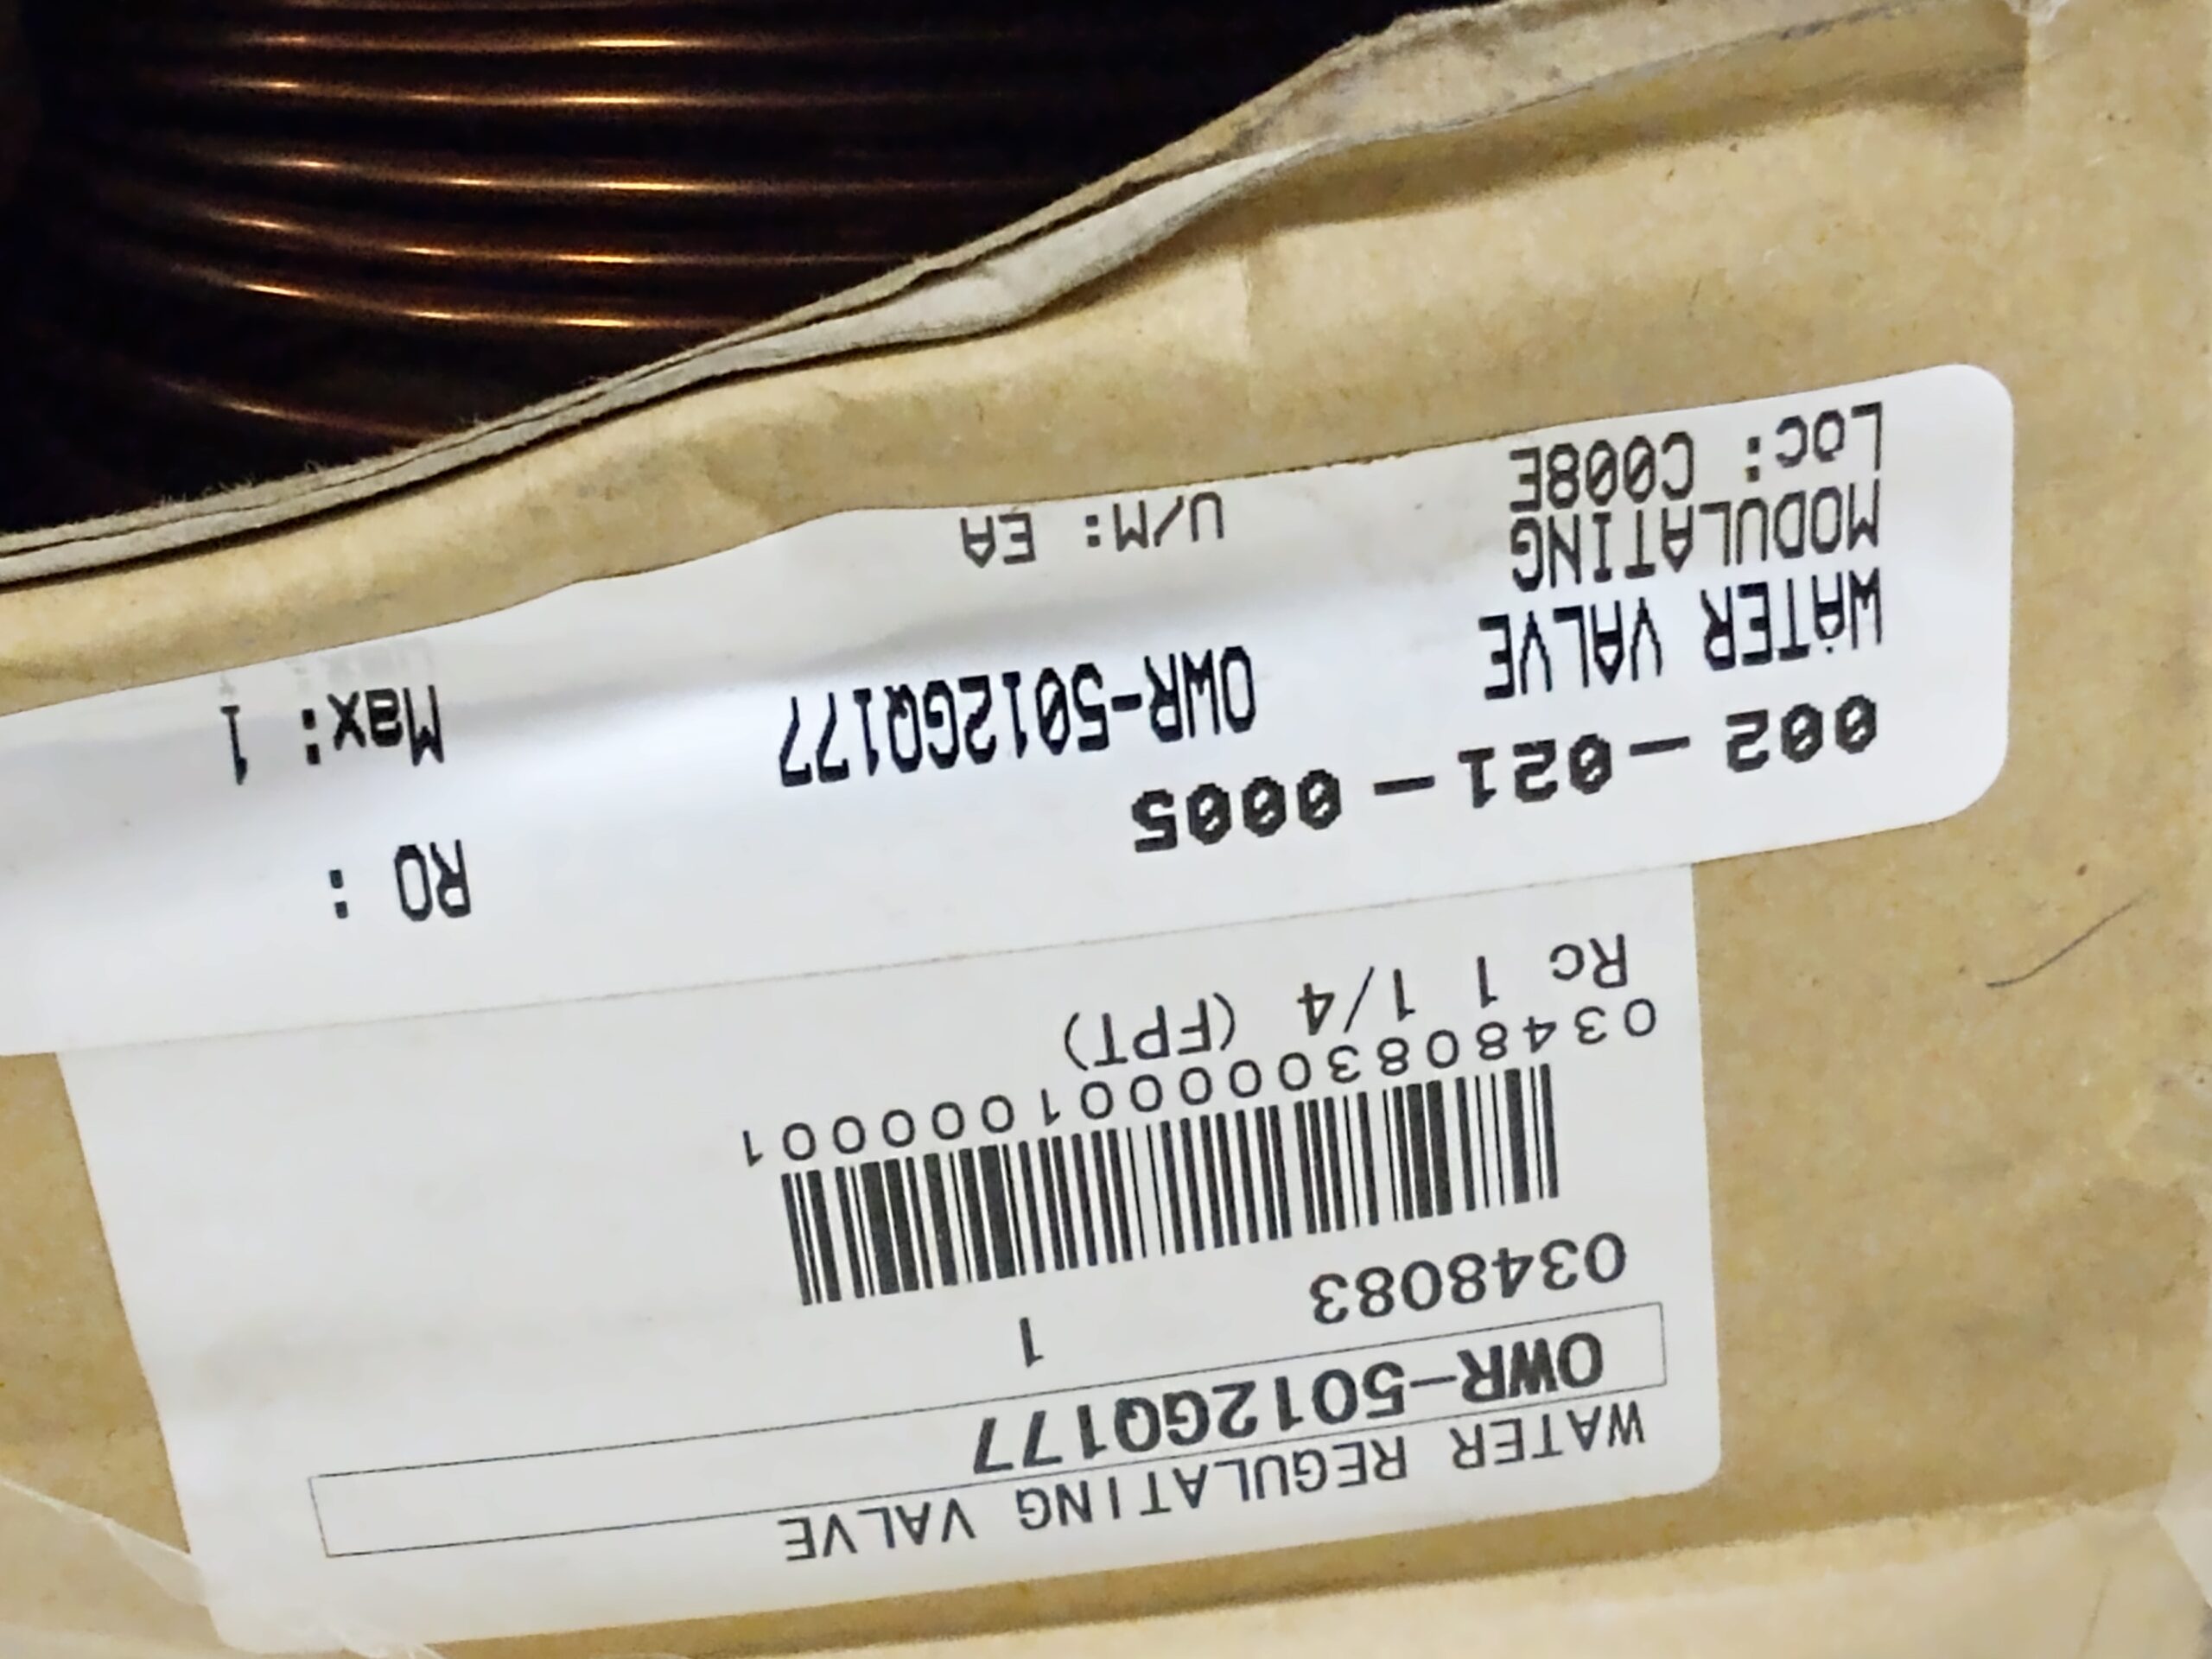 WATER REGULATING VALVE
OWR-5012GQ177
0348083 1
03480830000100001
Rc 1 1/4 (FPT)
002-021-0005 RO :
WATER VALVE OWR-5012GQ177 Max: 1
MODULATING
Loc: C008E U/M: EA